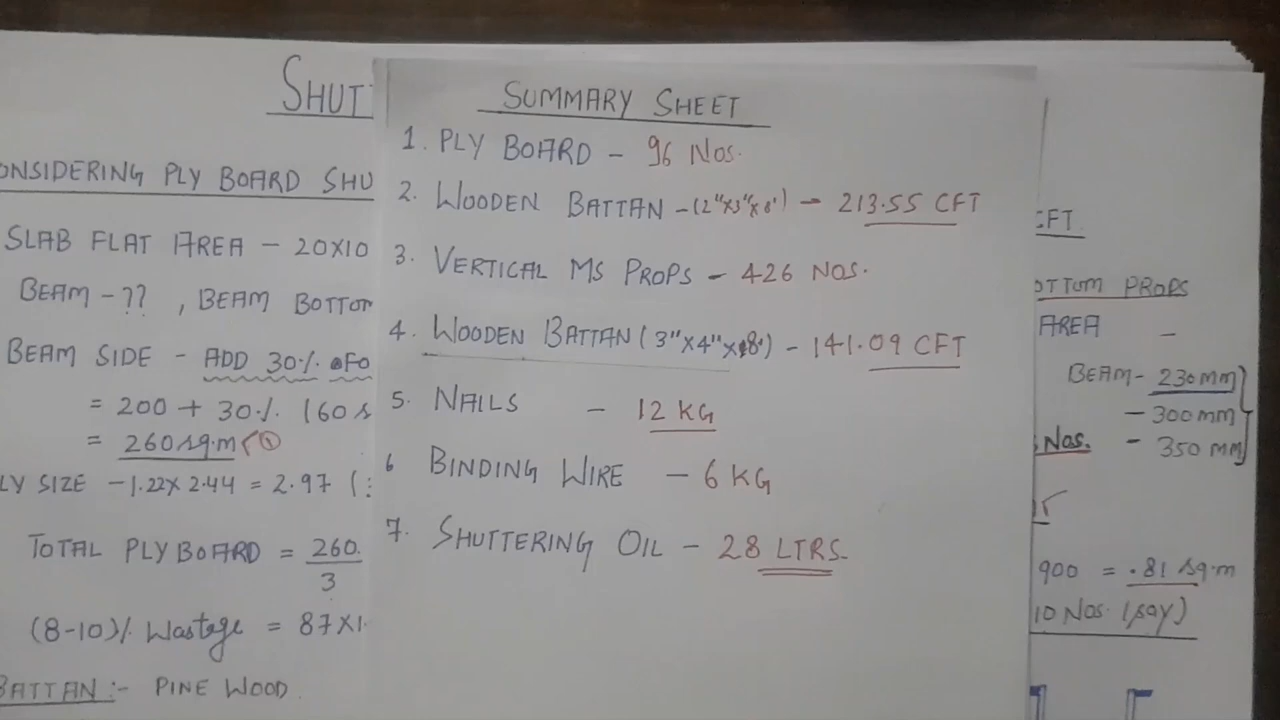 SHUT
ONSIDERING PLY BOARD SHU
SLAB FLAT AREA - 20X10
BEAM - ?? , BEAM BOTTOM
BEAM SIDE - ADD 30% FO
= 200 + 30% (60 s
= 260 sq.m ①
LY SIZE - 1.22X 2.44 = 2.97 (
TOTAL PLY BOARD = 260.
3
(8-10)% Wastage = 87X1.
BATTAN :- PINE WOOD
SUMMARY SHEET
1. PLY BOARD - 96 NOS.
2. WOODEN BATTAN - (2"X3"X8') - 213.55 CFT
3. VERTICAL MS PROPS - 426 NOS.
4. WOODEN BATTAN (3"X4"X8') - 141.09 CFT
5. NAILS - 12 KG
6 BINDING WIRE - 6 KG
7. SHUTTERING OIL - 28 LTRS
CFT.
OTTOM PROPS
AREA -
BEAM - 230 mm
- 300 mm
Nos. - 350 mm
900 = .81 sq.m
10 Nos. (say)